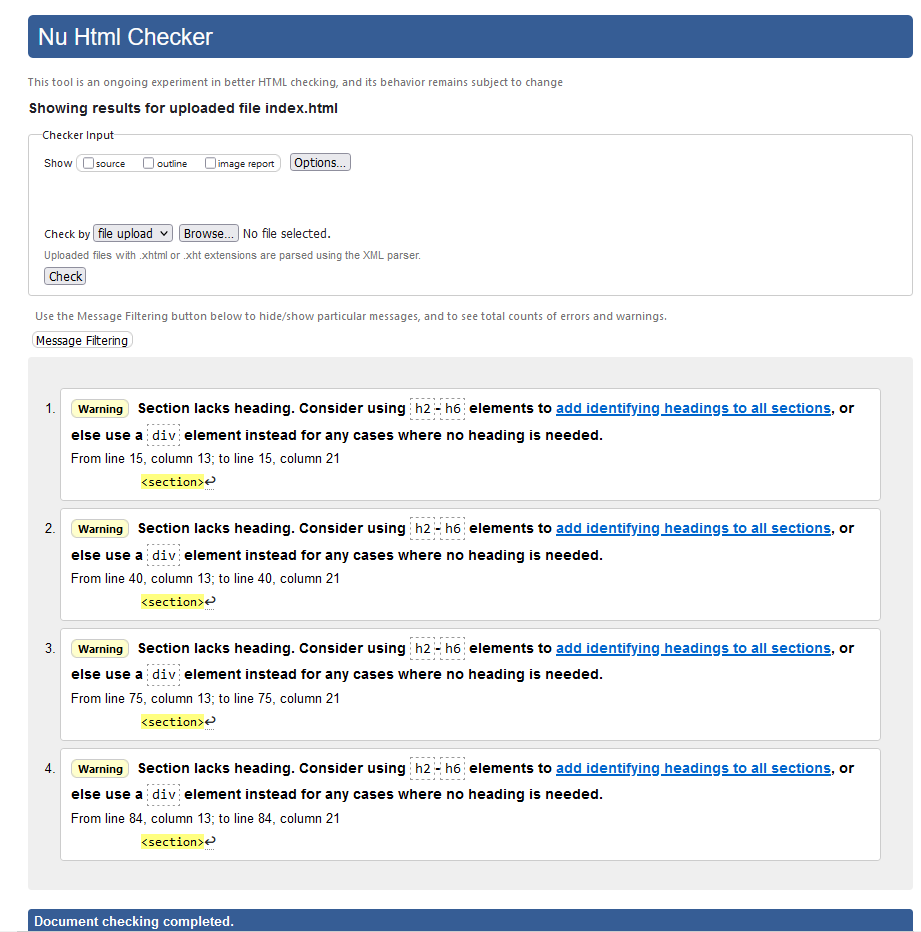 Nu Html Checker
This tool is an ongoing experiment in better HTML checking, and its behavior remains subject to change
Showing results for uploaded file index.html
Checker Input
Show source outline image report Options...
Check by file upload Browse... No file selected.
Uploaded files with .xhtml or .xht extensions are parsed using the XML parser.
Check
Use the Message Filtering button below to hide/show particular messages, and to see total counts of errors and warnings.
Message Filtering
1. Warning Section lacks heading. Consider using h2-h6 elements to add identifying headings to all sections, or
else use a div element instead for any cases where no heading is needed.
From line 15, column 13; to line 15, column 21
<section>↩
2. Warning Section lacks heading. Consider using h2-h6 elements to add identifying headings to all sections, or
else use a div element instead for any cases where no heading is needed.
From line 40, column 13; to line 40, column 21
<section>↩
3. Warning Section lacks heading. Consider using h2-h6 elements to add identifying headings to all sections, or
else use a div element instead for any cases where no heading is needed.
From line 75, column 13; to line 75, column 21
<section>↩
4. Warning Section lacks heading. Consider using h2-h6 elements to add identifying headings to all sections, or
else use a div element instead for any cases where no heading is needed.
From line 84, column 13; to line 84, column 21
<section>↩
Document checking completed.